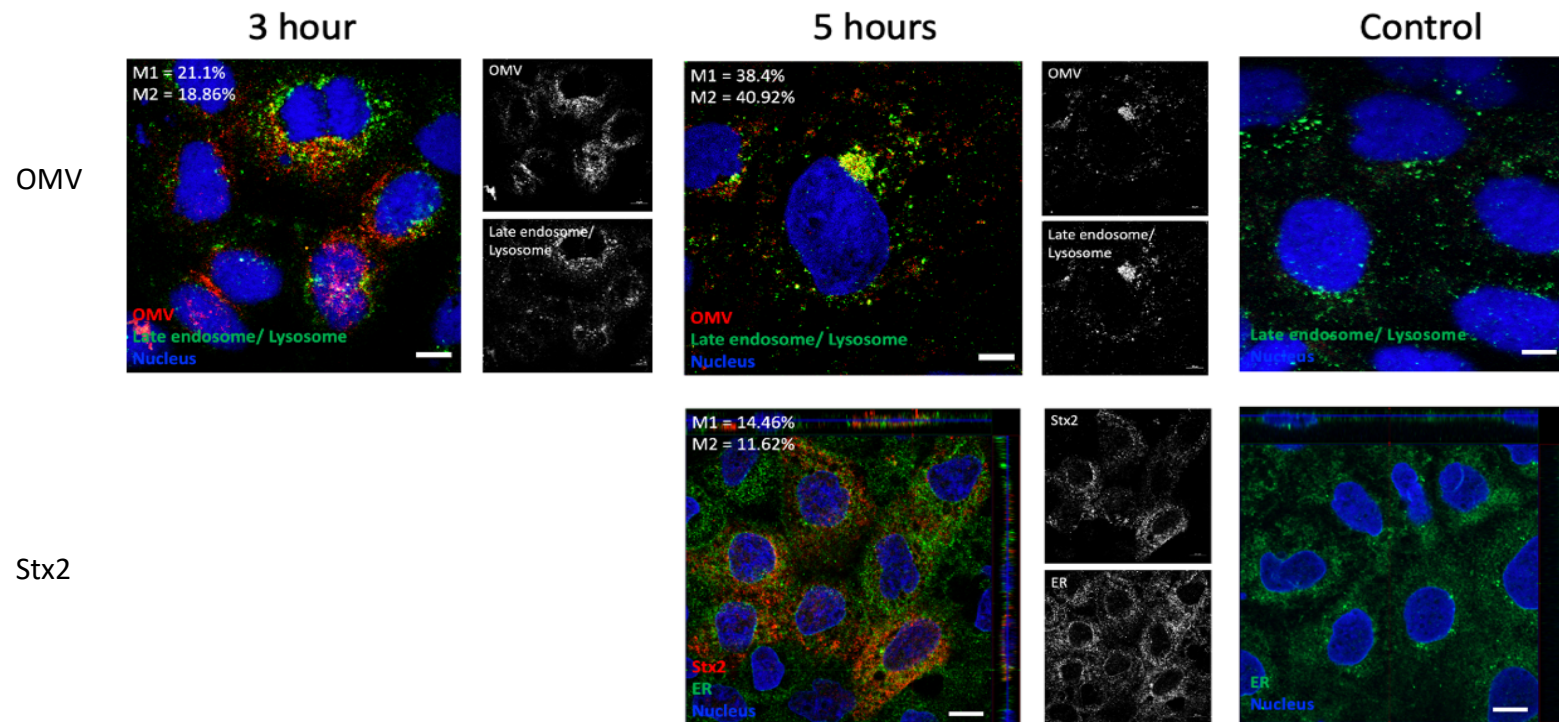 3 hour
5 hours
Control
OMV
M1 = 21.1%
M2 = 18.86%
OMV
Late endosome/ Lysosome
Nucleus
OMV
Late endosome/
Lysosome
M1 = 38.4%
M2 = 40.92%
OMV
Late endosome/ Lysosome
Nucleus
OMV
Late endosome/
Lysosome
Late endosome/ Lysosome
Nucleus
Stx2
M1 = 14.46%
M2 = 11.62%
Stx2
ER
Nucleus
Stx2
ER
ER
Nucleus